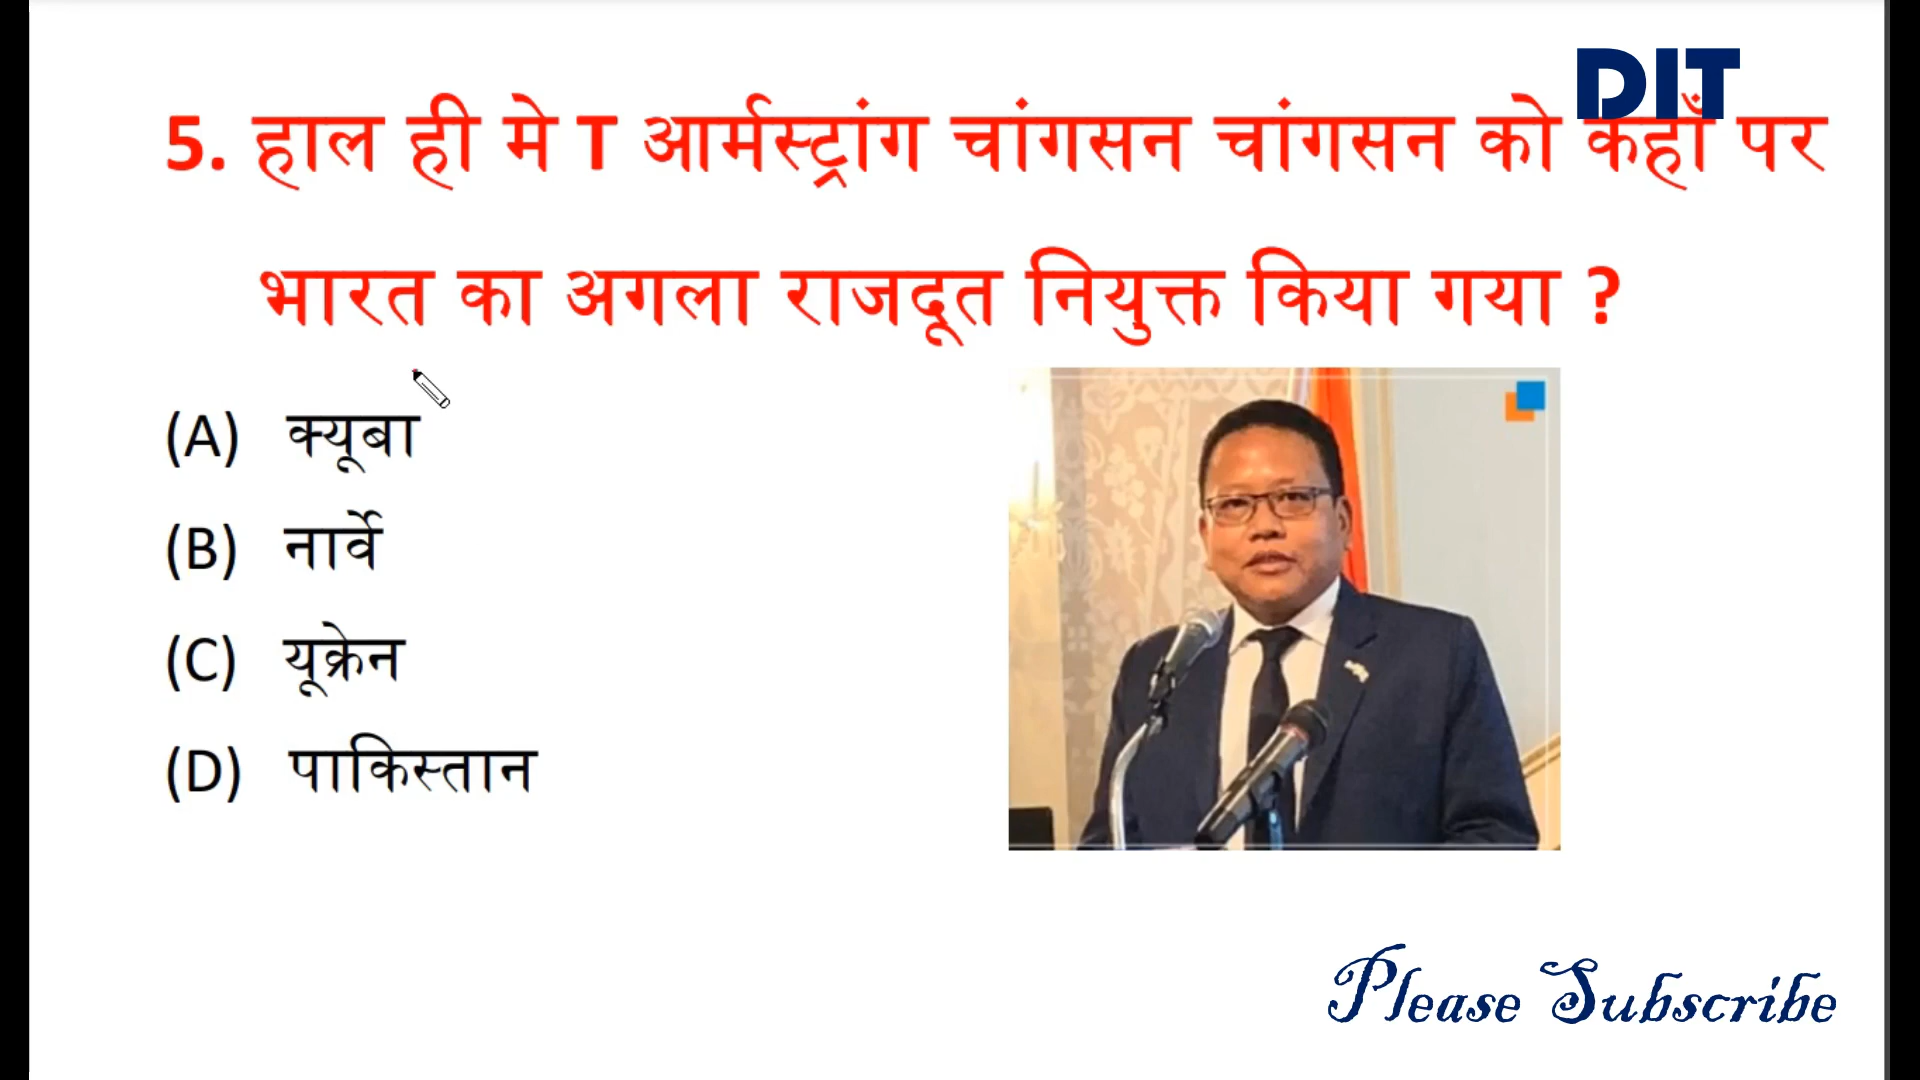 DIT
5. हाल ही मे T आर्मस्ट्रांग चांगसन चांगसन को कहाँ पर
भारत का अगला राजदूत नियुक्त किया गया ?
(A) क्यूबा
(B) नार्वे
(C) यूक्रेन
(D) पाकिस्तान
Please Subscribe